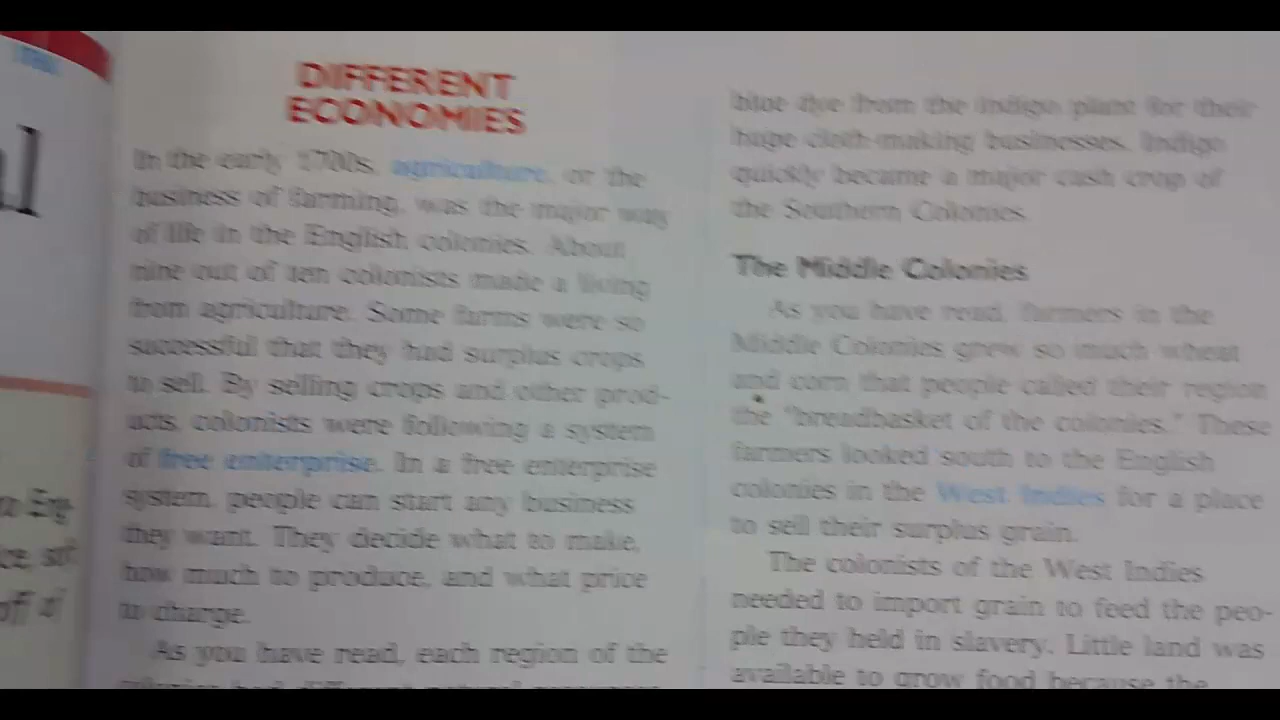 DIFFERENT
ECONOMIES
In the early 1700s, agriculture, or the
business of farming, was the major way
of life in the English colonies. About
nine out of ten colonists made a living
from agriculture. Some farms were so
successful that they had surplus crops
to sell. By selling crops and other prod-
ucts, colonists were following a system
of free enterprise. In a free enterprise
system, people can start any business
they want. They decide what to make,
how much to produce, and what price
to charge.
As you have read, each region of the
blue dye from the indigo plant for their
huge cloth-making businesses. Indigo
quickly became a major cash crop of
the Southern Colonies.
The Middle Colonies
As you have read, farmers in the
Middle Colonies grew so much wheat
and corn that people called their region
the "breadbasket of the colonies." These
farmers looked south to the English
colonies in the West Indies for a place
to sell their surplus grain.
The colonists of the West Indies
needed to import grain to feed the peo-
ple they held in slavery. Little land was
available to grow food because the